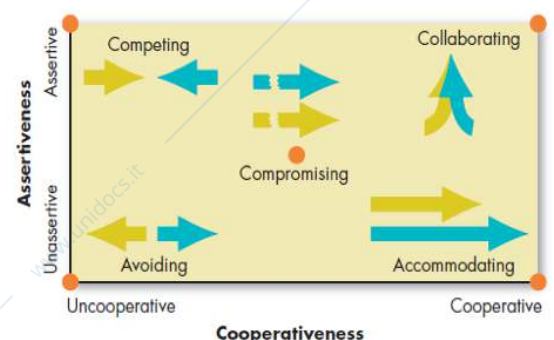 Competing
Collaborating
Assertive
Assertiveness
Compromising
Unassertive
Avoiding
Accommodating
Uncooperative
Cooperative
Cooperativeness
www.unidocs.it